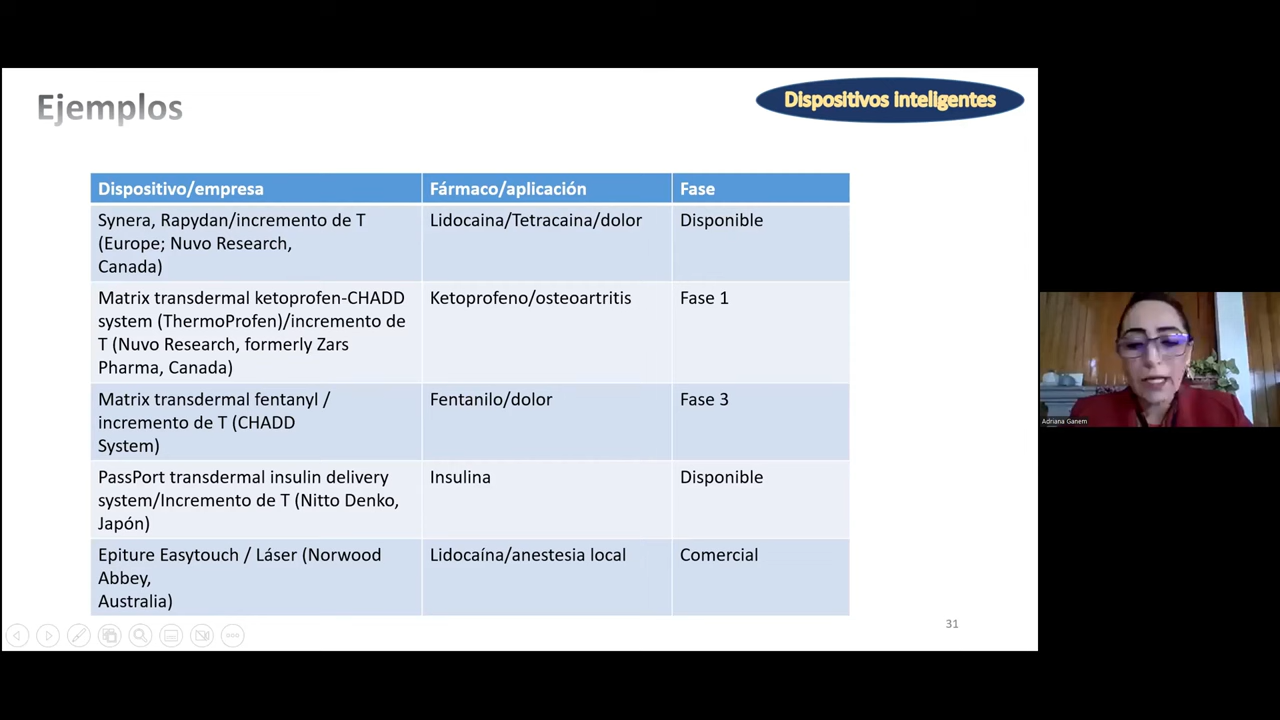 Ejemplos
Dispositivos inteligentes
Dispositivo/empresa
Fármaco/aplicación
Fase
Synera, Rapydan/incremento de T
(Europe; Nuvo Research,
Canada)
Lidocaina/Tetracaina/dolor
Disponible
Matrix transdermal ketoprofen-CHADD
system (ThermoProfen)/incremento de
T (Nuvo Research, formerly Zars
Pharma, Canada)
Ketoprofeno/osteoartritis
Fase 1
Matrix transdermal fentanyl /
incremento de T (CHADD
System)
Fentanilo/dolor
Fase 3
PassPort transdermal insulin delivery
system/Incremento de T (Nitto Denko,
Japón)
Insulina
Disponible
Epiture Easytouch / Láser (Norwood
Abbey,
Australia)
Lidocaína/anestesia local
Comercial
31
Adriana Ganem